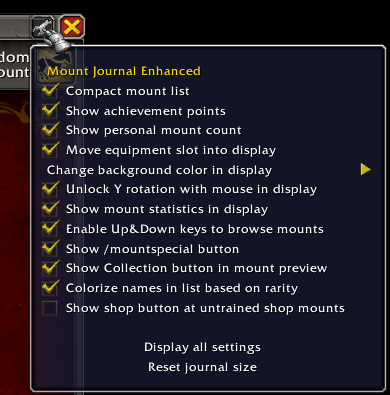 dom
ount
Mount Journal Enhanced
Compact mount list
Show achievement points
Show personal mount count
Move equipment slot into display
Change background color in display
Unlock Y rotation with mouse in display
Show mount statistics in display
Enable Up&Down keys to browse mounts
Show /mountspecial button
Show Collection button in mount preview
Colorize names in list based on rarity
Show shop button at untrained shop mounts
Display all settings
Reset journal size